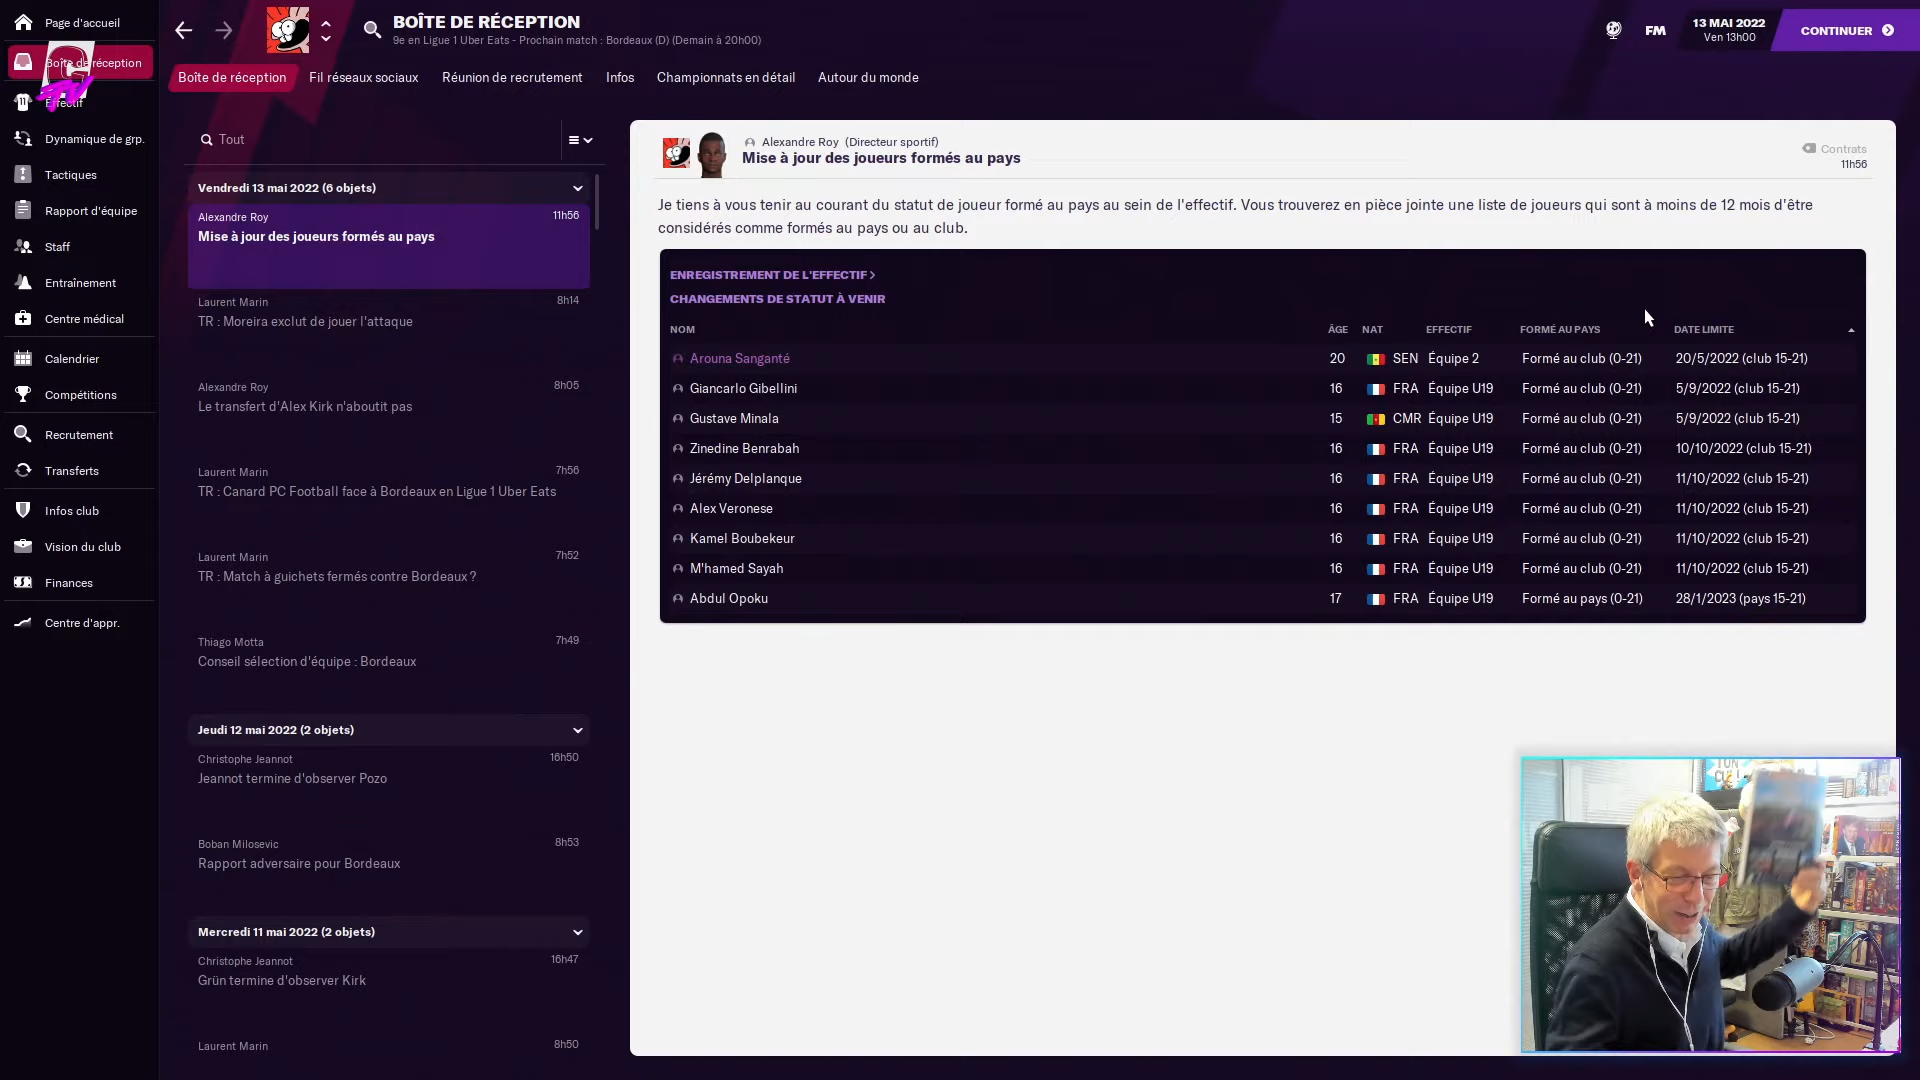 Page d'accueil
Boîte de réception
Effectif
Dynamique de grp.
Tactiques
Rapport d'équipe
Staff
Entraînement
Centre médical
Calendrier
Compétitions
Recrutement
Transferts
Infos club
Vision du club
Finances
Centre d'appr.
BOÎTE DE RÉCEPTION
9e en Ligue 1 Uber Eats - Prochain match : Bordeaux (D) (Demain à 20h00)
FM
13 MAI 2022
Ven 13h00
CONTINUER
Boîte de réception Fil réseaux sociaux Réunion de recrutement Infos Championnats en détail Autour du monde
Tout
Vendredi 13 mai 2022 (6 objets)
Alexandre Roy 11h56
Mise à jour des joueurs formés au pays
Laurent Marin 8h14
TR : Moreira exclut de jouer l'attaque
Alexandre Roy 8h05
Le transfert d'Alex Kirk n'aboutit pas
Laurent Marin 7h56
TR : Canard PC Football face à Bordeaux en Ligue 1 Uber Eats
Laurent Marin 7h52
TR : Match à guichets fermés contre Bordeaux ?
Thiago Motta 7h49
Conseil sélection d'équipe : Bordeaux
Jeudi 12 mai 2022 (2 objets)
Christophe Jeannot 16h50
Jeannot termine d'observer Pozo
Boban Milosevic 8h53
Rapport adversaire pour Bordeaux
Mercredi 11 mai 2022 (2 objets)
Christophe Jeannot 16h47
Grün termine d'observer Kirk
Laurent Marin 8h50
Alexandre Roy (Directeur sportif)
Mise à jour des joueurs formés au pays
Contrats
11h56
Je tiens à vous tenir au courant du statut de joueur formé au pays au sein de l'effectif. Vous trouverez en pièce jointe une liste de joueurs qui sont à moins de 12 mois d'être
considérés comme formés au pays ou au club.
ENREGISTREMENT DE L'EFFECTIF >
CHANGEMENTS DE STATUT À VENIR
NOM ÂGE NAT EFFECTIF FORMÉ AU PAYS DATE LIMITE
Arouna Sanganté 20 SEN Équipe 2 Formé au club (0-21) 20/5/2022 (club 15-21)
Giancarlo Gibellini 16 FRA Équipe U19 Formé au club (0-21) 5/9/2022 (club 15-21)
Gustave Minala 15 CMR Équipe U19 Formé au club (0-21) 5/9/2022 (club 15-21)
Zinedine Benrabah 16 FRA Équipe U19 Formé au club (0-21) 10/10/2022 (club 15-21)
Jérémy Delplanque 16 FRA Équipe U19 Formé au club (0-21) 11/10/2022 (club 15-21)
Alex Veronese 16 FRA Équipe U19 Formé au club (0-21) 11/10/2022 (club 15-21)
Kamel Boubekeur 16 FRA Équipe U19 Formé au club (0-21) 11/10/2022 (club 15-21)
M'hamed Sayah 16 FRA Équipe U19 Formé au club (0-21) 11/10/2022 (club 15-21)
Abdul Opoku 17 FRA Équipe U19 Formé au pays (0-21) 28/1/2023 (pays 15-21)